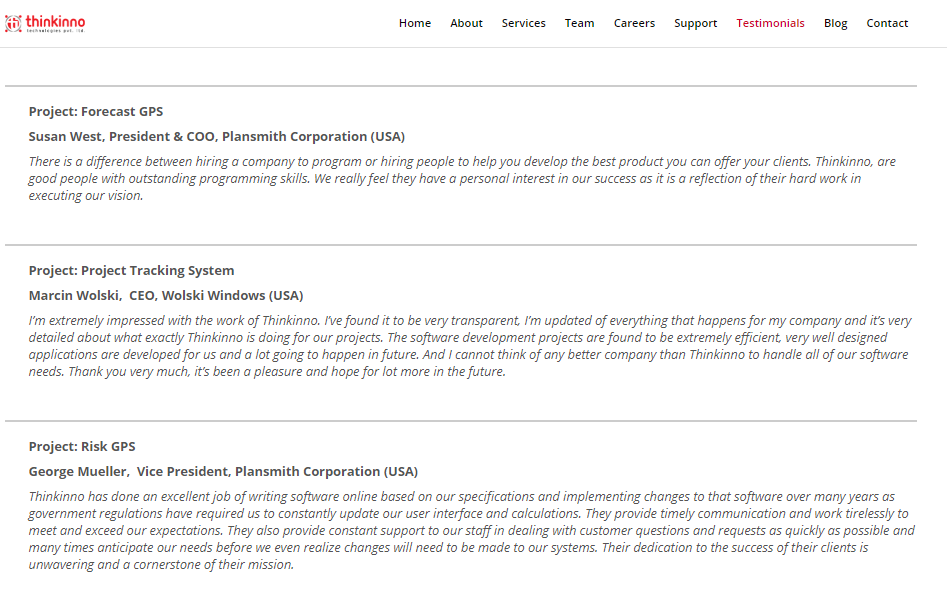 thinkinno
technologies pvt. ltd.
Home About Services Team Careers Support Testimonials Blog Contact
Project: Forecast GPS
Susan West, President & COO, Plansmith Corporation (USA)
There is a difference between hiring a company to program or hiring people to help you develop the best product you can offer your clients. Thinkinno, are
good people with outstanding programming skills. We really feel they have a personal interest in our success as it is a reflection of their hard work in
executing our vision.
Project: Project Tracking System
Marcin Wolski,  CEO, Wolski Windows (USA)
I’m extremely impressed with the work of Thinkinno. I’ve found it to be very transparent, I’m updated of everything that happens for my company and it’s very
detailed about what exactly Thinkinno is doing for our projects. The software development projects are found to be extremely efficient, very well designed
applications are developed for us and a lot going to happen in future. And I cannot think of any better company than Thinkinno to handle all of our software
needs. Thank you very much, it’s been a pleasure and hope for lot more in the future.
Project: Risk GPS
George Mueller,  Vice President, Plansmith Corporation (USA)
Thinkinno has done an excellent job of writing software online based on our specifications and implementing changes to that software over many years as
government regulations have required us to constantly update our user interface and calculations. They provide timely communication and work tirelessly to
meet and exceed our expectations. They also provide constant support to our staff in dealing with customer questions and requests as quickly as possible and
many times anticipate our needs before we even realize changes will need to be made to our systems. Their dedication to the success of their clients is
unwavering and a cornerstone of their mission.